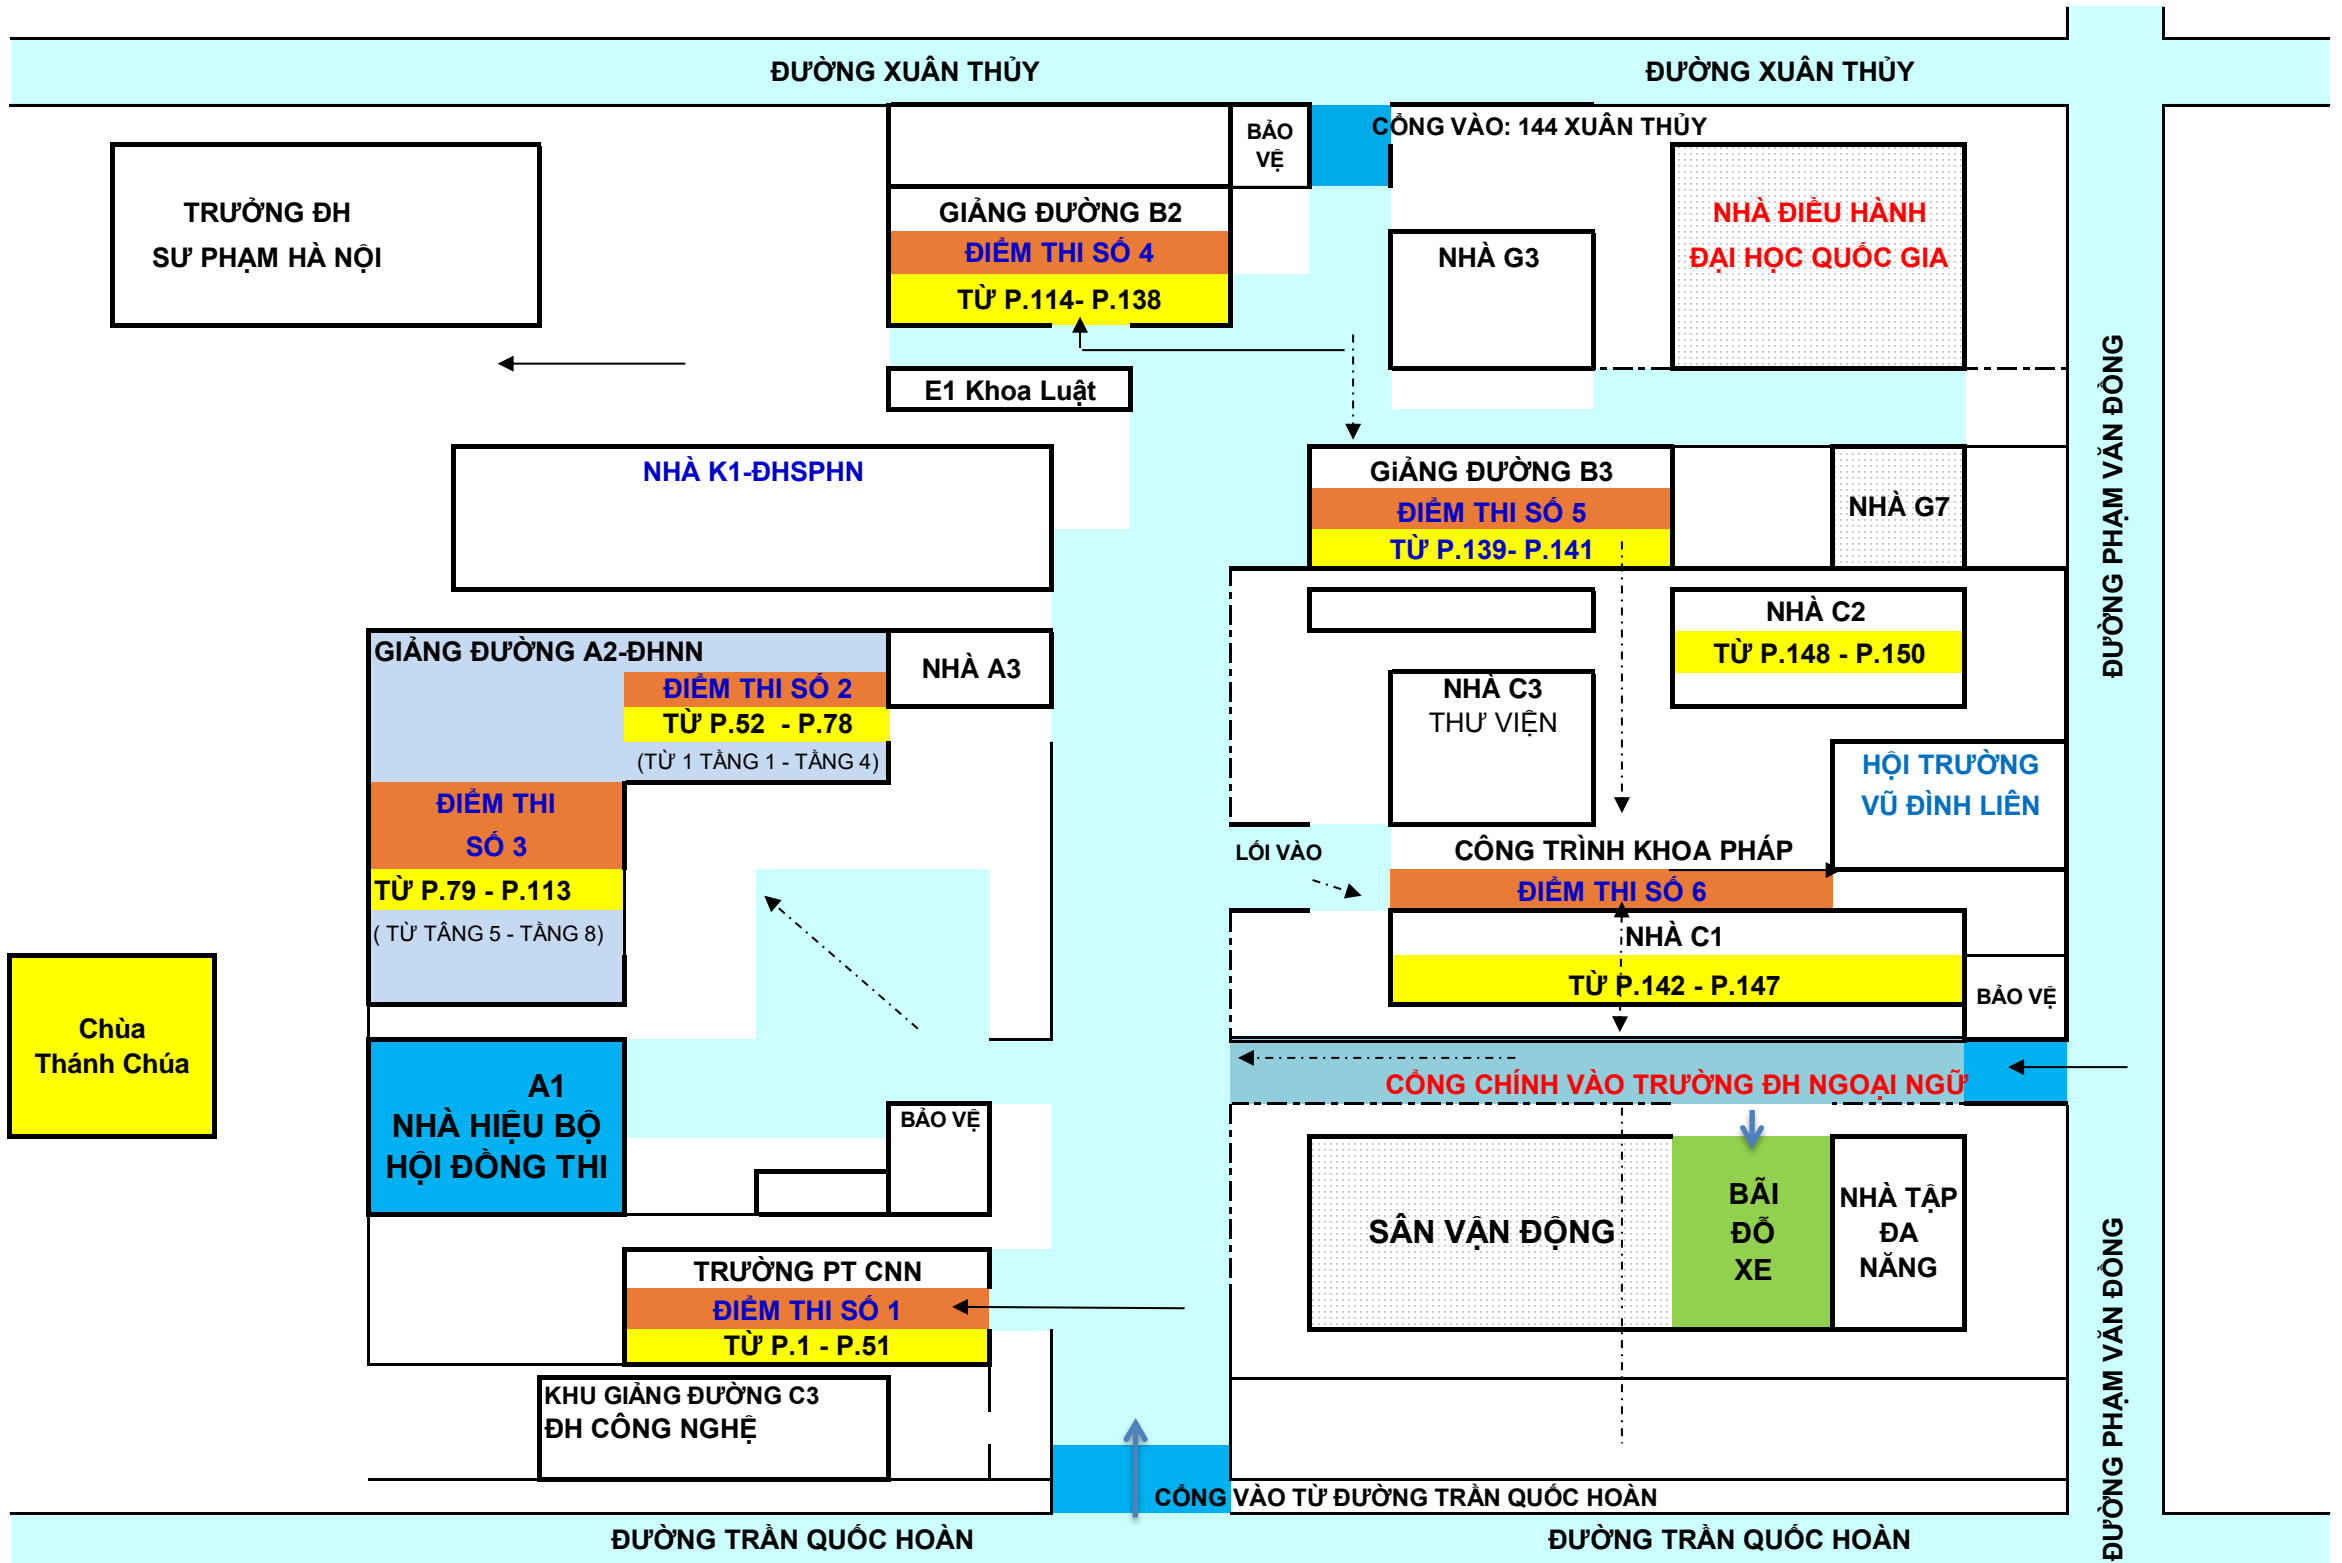 ĐƯỜNG XUÂN THỦY
ĐƯỜNG XUÂN THỦY
BẢO
VỆ
CỔNG VÀO: 144 XUÂN THỦY
TRƯỞNG ĐH
SƯ PHẠM HÀ NỘI
GIẢNG ĐƯỜNG B2
ĐIỂM THI SỐ 4
TỪ P.114- P.138
NHÀ G3
NHÀ ĐIỀU HÀNH
ĐẠI HỌC QUỐC GIA
E1 Khoa Luật
ĐƯỜNG PHẠM VĂN ĐỒNG
NHÀ K1-ĐHSPHN
GiẢNG ĐƯỜNG B3
ĐIỂM THI SỐ 5
TỪ P.139- P.141
NHÀ G7
NHÀ C2
TỪ P.148 - P.150
GIẢNG ĐƯỜNG A2-ĐHNN
ĐIỂM THI SỐ 2
TỪ P.52 - P.78
(TỪ 1 TẦNG 1 - TẦNG 4)
NHÀ A3
NHÀ C3
THƯ VIỆN
HỘI TRƯỜNG
VŨ ĐÌNH LIÊN
ĐIỂM THI
SỐ 3
TỪ P.79 - P.113
( TỪ TÂNG 5 - TẦNG 8)
LỐI VÀO
CÔNG TRÌNH KHOA PHÁP
ĐIỂM THI SỐ 6
NHÀ C1
TỪ P.142 - P.147
BẢO VỆ
Chùa
Thánh Chúa
A1
NHÀ HIỆU BỘ
HỘI ĐỒNG THI
BẢO VỆ
CỔNG CHÍNH VÀO TRƯỜNG ĐH NGOẠI NGỮ
SÂN VẬN ĐỘNG
BÃI
ĐỖ
XE
NHÀ TẬP
ĐA
NĂNG
TRƯỜNG PT CNN
ĐIỂM THI SỐ 1
TỪ P.1 - P.51
KHU GIẢNG ĐƯỜNG C3
ĐH CÔNG NGHỆ
ĐƯỜNG PHẠM VĂN ĐỒNG
CỔNG VÀO TỪ ĐƯỜNG TRẦN QUỐC HOÀN
ĐƯỜNG TRẦN QUỐC HOÀN
ĐƯỜNG TRẦN QUỐC HOÀN